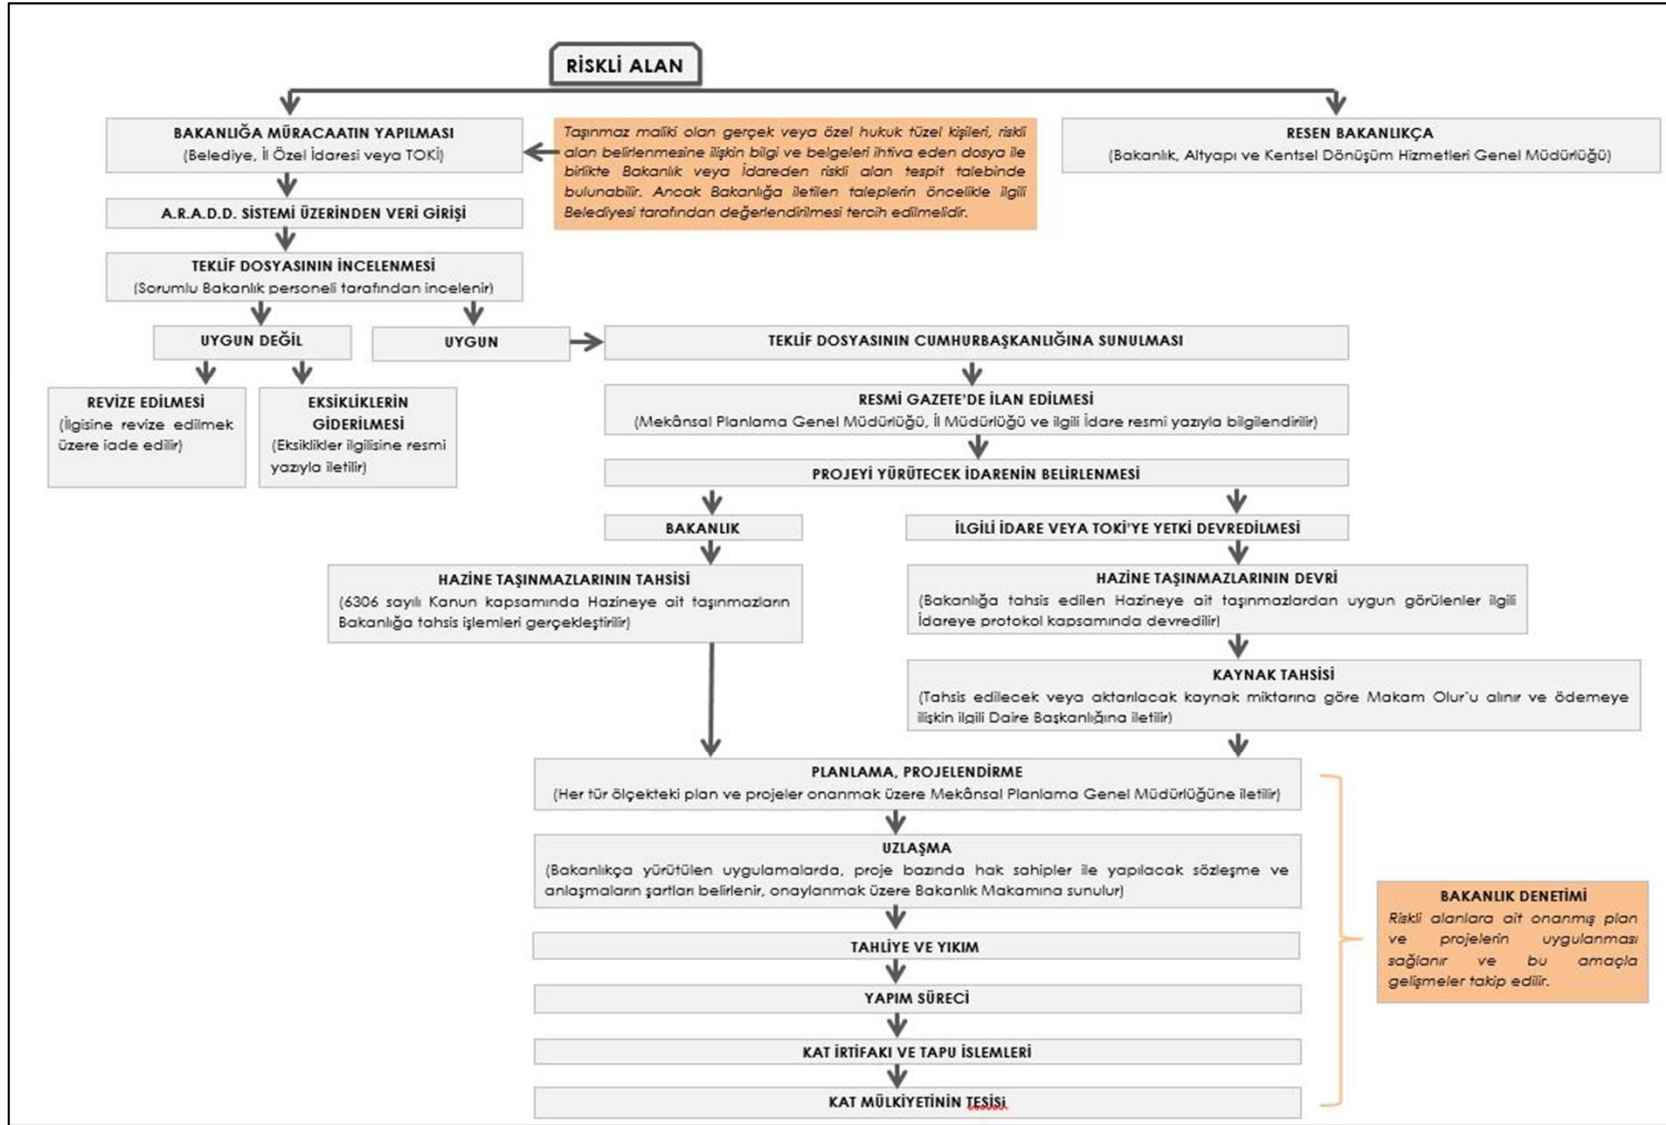 RİSKLİ ALAN
BAKANLIĞA MÜRACAATIN YAPILMASI
(Belediye, İl Özel İdaresi veya TOKİ)
Taşınmaz maliki olan gerçek veya özel hukuk tüzel kişileri, riskli
alan belirlenmesine ilişkin bilgi ve belgeleri ihtiva eden dosya ile
birlikte Bakanlık veya İdareden riskli alan tespit talebinde
bulunabilir. Ancak Bakanlığa iletilen taleplerin öncelikle ilgili
Belediyesi tarafından değerlendirilmesi tercih edilmelidir.
RESEN BAKANLIKÇA
(Bakanlık, Altyapı ve Kentsel Dönüşüm Hizmetleri Genel Müdürlüğü)
A.R.A.D.D. SİSTEMİ ÜZERİNDEN VERİ GİRİŞİ
TEKLİF DOSYASININ İNCELENMESİ
(Sorumlu Bakanlık personeli tarafından incelenir)
UYGUN DEĞİL
UYGUN
TEKLİF DOSYASININ CUMHURBAŞKANLIĞINA SUNULMASI
REVİZE EDİLMESİ
(İlgisine revize edilmek
üzere iade edilir)
EKSİKLİKLERİN
GİDERİLMESİ
(Eksiklikler ilgilisine resmi
yazıyla iletilir)
RESMİ GAZETE'DE İLAN EDİLMESİ
(Mekânsal Planlama Genel Müdürlüğü, İl Müdürlüğü ve ilgili İdare resmi yazıyla bilgilendirilir)
PROJEYİ YÜRÜTECEK İDARENİN BELİRLENMESİ
BAKANLIK
İLGİLİ İDARE VEYA TOKİ'YE YETKİ DEVREDİLMESİ
HAZİNE TAŞINMAZLARININ TAHSİSİ
(6306 sayılı Kanun kapsamında Hazineye ait taşınmazların
Bakanlığa tahsis işlemleri gerçekleştirilir)
HAZİNE TAŞINMAZLARININ DEVRİ
(Bakanlığa tahsis edilen Hazineye ait taşınmazlardan uygun görülenler ilgili
İdareye protokol kapsamında devredilir)
KAYNAK TAHSİSİ
(Tahsis edilecek veya aktarılacak kaynak miktarına göre Makam Olur'u alınır ve ödemeye
ilişkin ilgili Daire Başkanlığına iletilir)
PLANLAMA, PROJELENDİRME
(Her tür ölçekteki plan ve projeler onanmak üzere Mekânsal Planlama Genel Müdürlüğüne iletilir)
UZLAŞMA
(Bakanlıkça yürütülen uygulamalarda, proje bazında hak sahipler ile yapılacak sözleşme ve
anlaşmaların şartları belirlenir, onaylanmak üzere Bakanlık Makamına sunulur)
BAKANLIK DENETİMİ
Riskli alanlara ait onanmış plan
ve projelerin uygulanması
sağlanır ve bu amaçla
gelişmeler takip edilir.
TAHLİYE VE YIKIM
YAPIM SÜRECİ
KAT İRTİFAKI VE TAPU İSLEMLERİ
KAT MÜLKİYETİNİN TESİSi